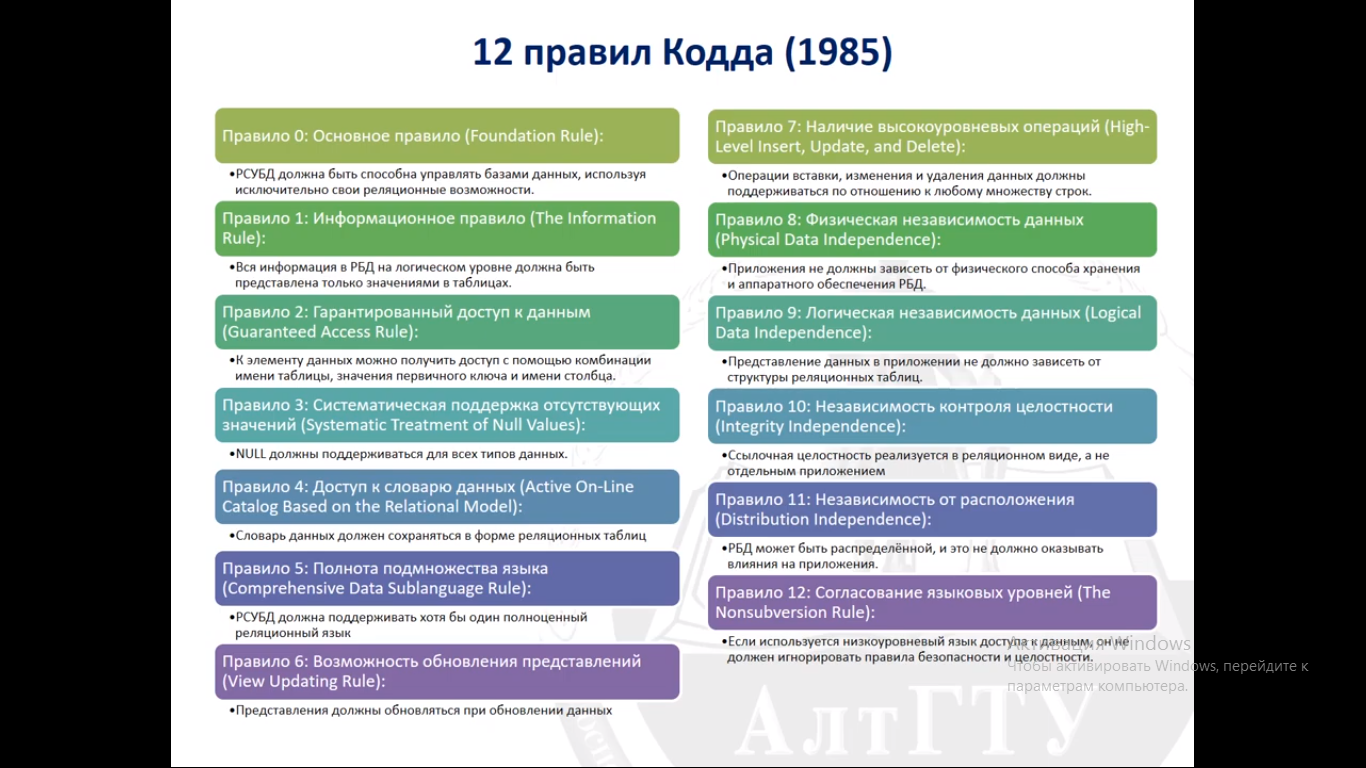 12 правил Кодда (1985)
Правило 0: Основное правило (Foundation Rule):
•РСУБД должна быть способна управлять базами данных, используя
исключительно свои реляционные возможности.
Правило 1: Информационное правило (The Information
Rule):
•Вся информация в РБД на логическом уровне должна быть
представлена только значениями в таблицах.
Правило 2: Гарантированный доступ к данным
(Guaranteed Access Rule):
•К элементу данных можно получить доступ с помощью комбинации
имени таблицы, значения первичного ключа и имени столбца.
Правило 3: Систематическая поддержка отсутствующих
значений (Systematic Treatment of Null Values):
•NULL должны поддерживаться для всех типов данных.
Правило 4: Доступ к словарю данных (Active On-Line
Catalog Based on the Relational Model):
•Словарь данных должен сохраняться в форме реляционных таблиц
Правило 5: Полнота подмножества языка
(Comprehensive Data Sublanguage Rule):
•РСУБД должна поддерживать хотя бы один полноценный
реляционный язык
Правило 6: Возможность обновления представлений
(View Updating Rule):
•Представления должны обновляться при обновлении данных
Правило 7: Наличие высокоуровневых операций (High-
Level Insert, Update, and Delete):
•Операции вставки, изменения и удаления данных должны
поддерживаться по отношению к любому множеству строк.
Правило 8: Физическая независимость данных
(Physical Data Independence):
•Приложения не должны зависеть от физического способа хранения
и аппаратного обеспечения РБД.
Правило 9: Логическая независимость данных (Logical
Data Independence):
•Представление данных в приложении не должно зависеть от
структуры реляционных таблиц.
Правило 10: Независимость контроля целостности
(Integrity Independence):
•Ссылочная целостность реализуется в реляционном виде, а не
отдельным приложением
Правило 11: Независимость от расположения
(Distribution Independence):
•РБД может быть распределённой, и это не должно оказывать
влияния на приложения.
Правило 12: Согласование языковых уровней (The
Nonsubversion Rule):
•Если используется низкоуровневый язык доступа к данным, он не
должен игнорировать правила безопасности и целостности.
Активация Windows
Чтобы активировать Windows, перейдите к
параметрам компьютера.
АлтГТУ